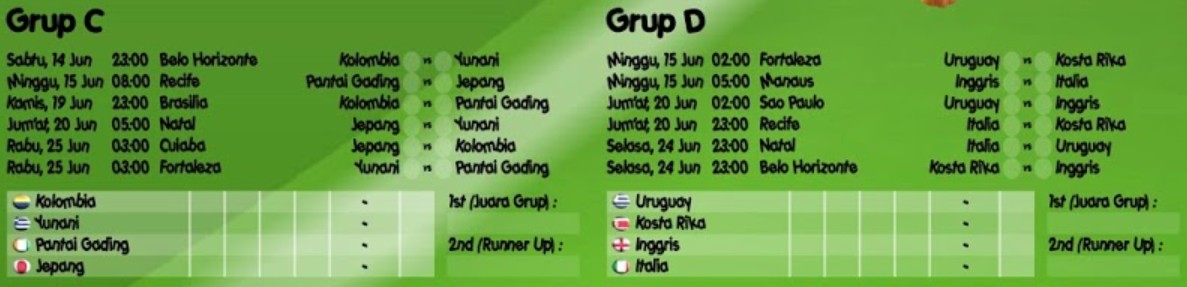 Grup C
Sabtu, 14 Jun 23:00 Belo Horizonte Kolombia vs Yunani
Minggu, 15 Jun 08:00 Recife Pantai Gading vs Jepang
Kamis, 19 Jun 23:00 Brasilia Kolombia vs Pantai Gading
Jum'at, 20 Jun 05:00 Natal Jepang vs Yunani
Rabu, 25 Jun 03:00 Cuiaba Jepang vs Kolombia
Rabu, 25 Jun 03:00 Fortaleza Yunani vs Pantai Gading
Kolombia -
Yunani -
Pantai Gading -
Jepang -
1st (Juara Grup) :
2nd (Runner Up) :
Grup D
Minggu, 15 Jun 02:00 Fortaleza Uruguay vs Kosta Rika
Minggu, 15 Jun 05:00 Manaus Inggris vs Italia
Jum'at, 20 Jun 02:00 Sao Paulo Uruguay vs Inggris
Jum'at, 20 Jun 23:00 Recife Italia vs Kosta Rika
Selasa, 24 Jun 23:00 Natal Italia vs Uruguay
Selasa, 24 Jun 23:00 Belo Horizonte Kosta Rika vs Inggris
Uruguay -
Kosta Rika -
Inggris -
Italia -
1st (Juara Grup) :
2nd (Runner Up) :